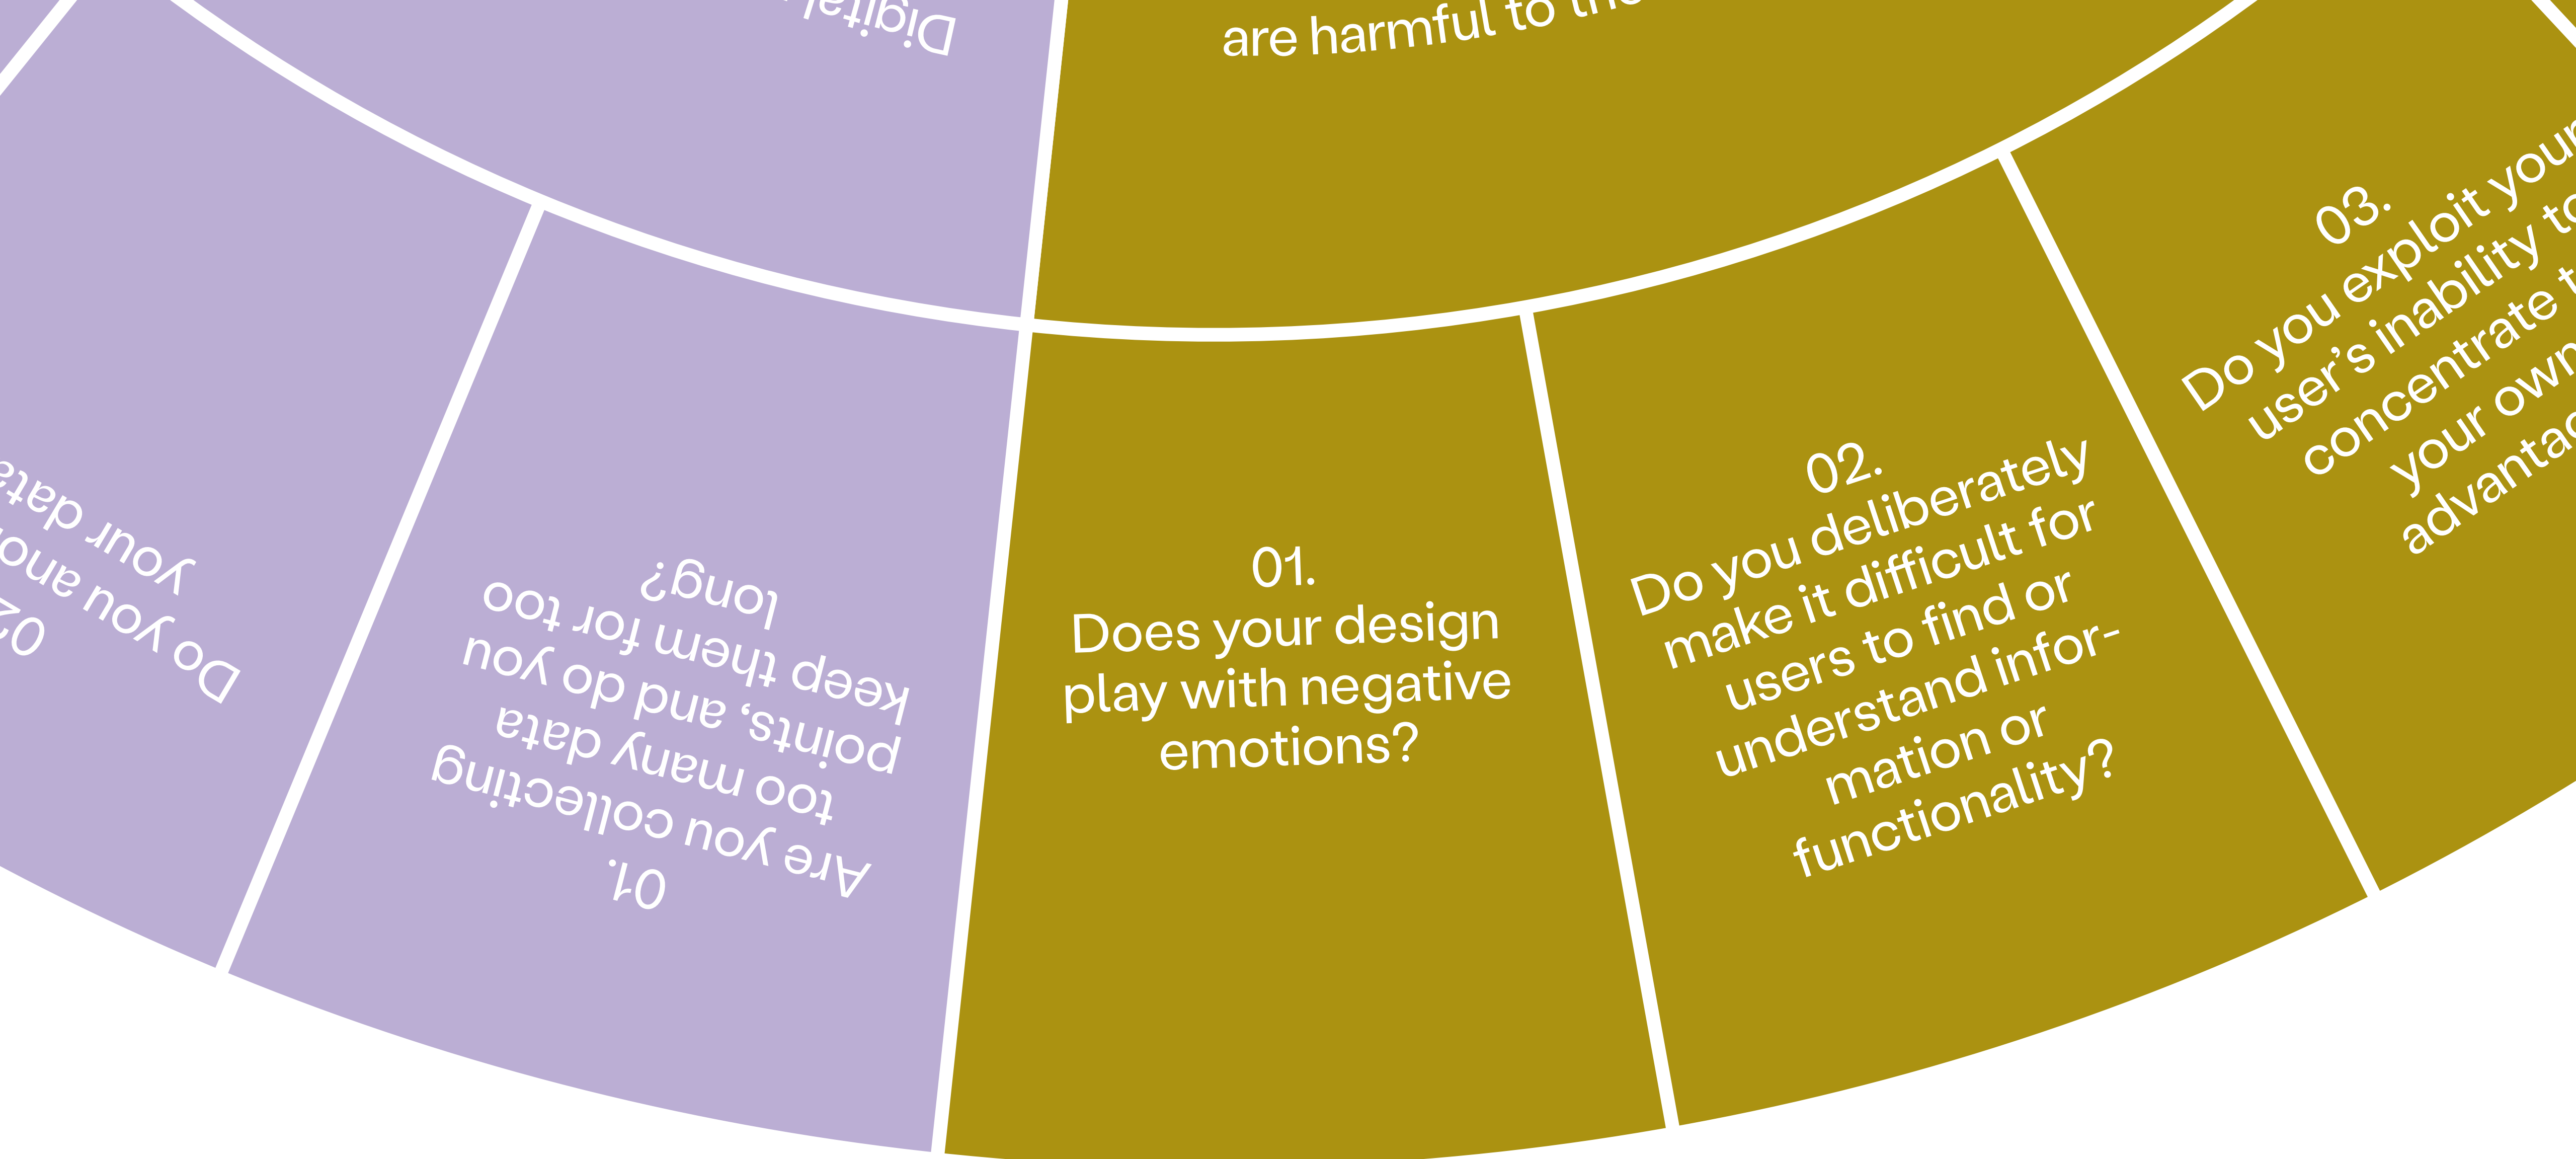 Digital
are harmful to
your data
Do you
01.
Are you collecting
too many data
points, and do you
keep them for too
long?
01.
Does your design
play with negative
emotions?
02.
Do you deliberately
make it difficult for
users to find or
understand infor-
mation or
functionality?
03.
Do you exploit your
user's inability to
concentrate
your own